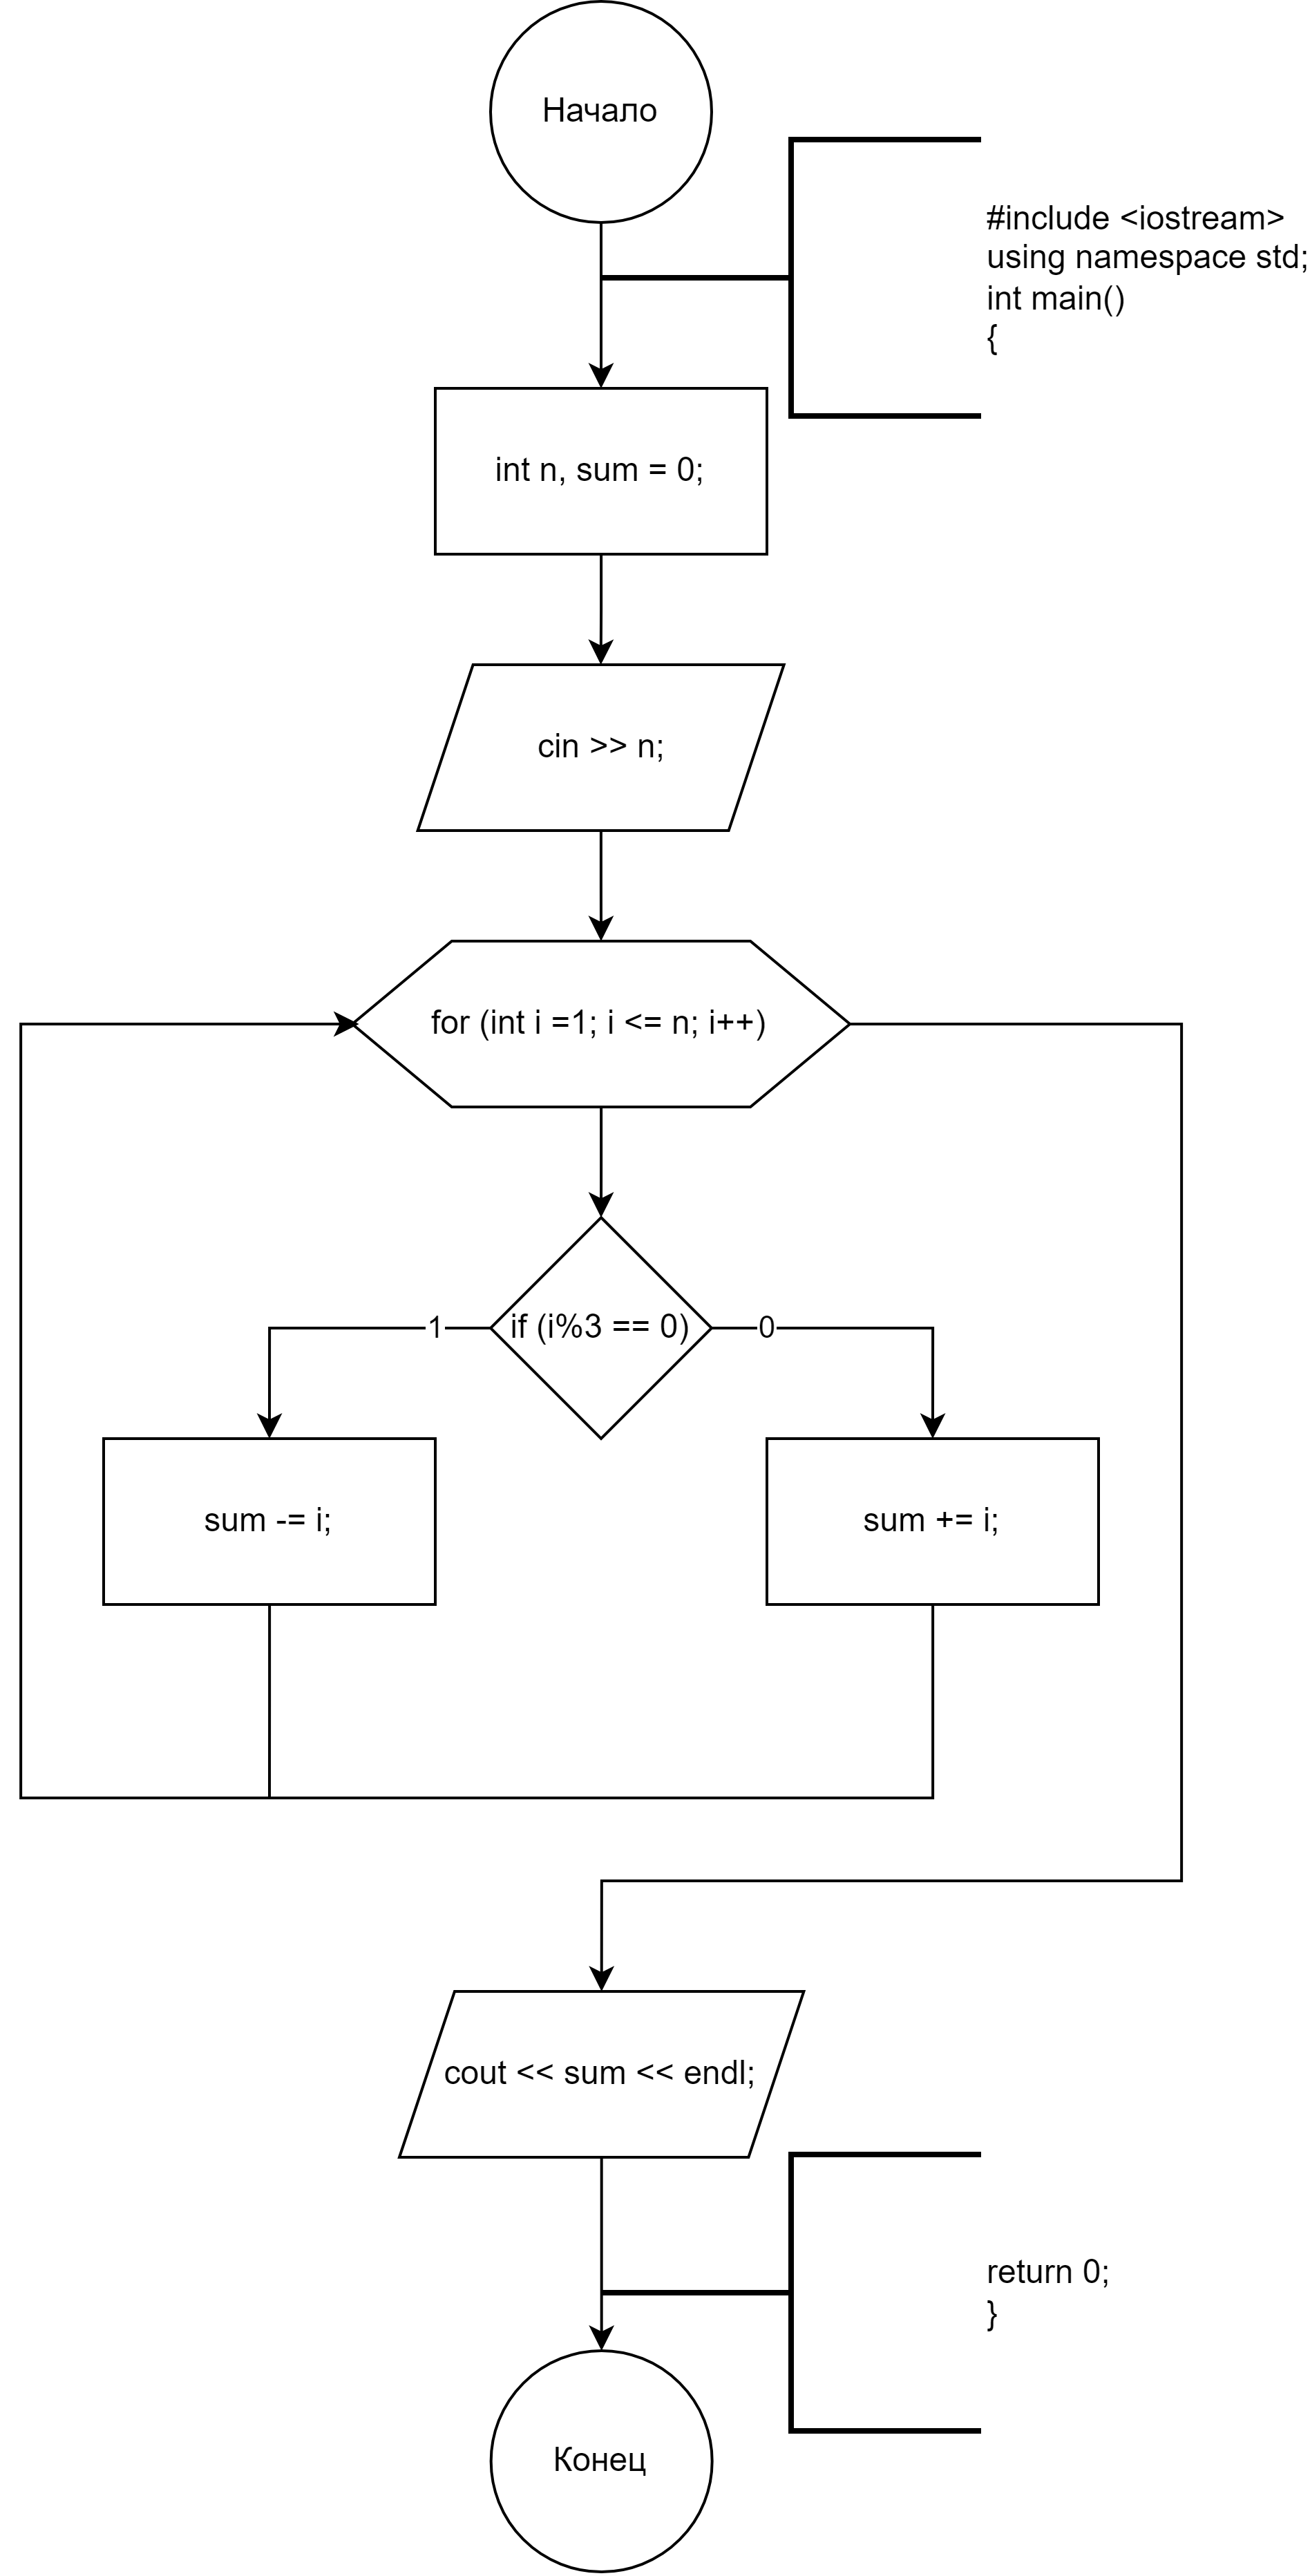 Начало
#include <iostream>
using namespace std;
int main()
{
int n, sum = 0;
cin >> n;
for (int i =1; i <= n; i++)
1
if (i%3 == 0)
0
sum -= i;
sum += i;
cout << sum << endl;
return 0;
}
Конец